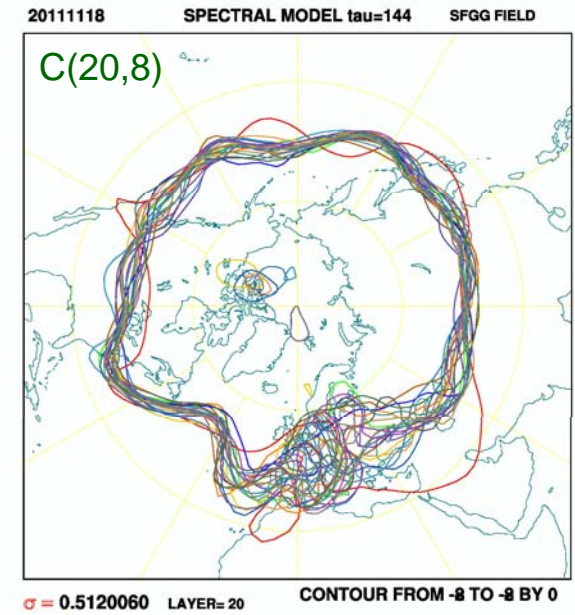 20111118 SPECTRAL MODEL tau=144 SFGG FIELD
C(20,8)
σ = 0.5120060 LAYER= 20 CONTOUR FROM -8 TO -8 BY 0